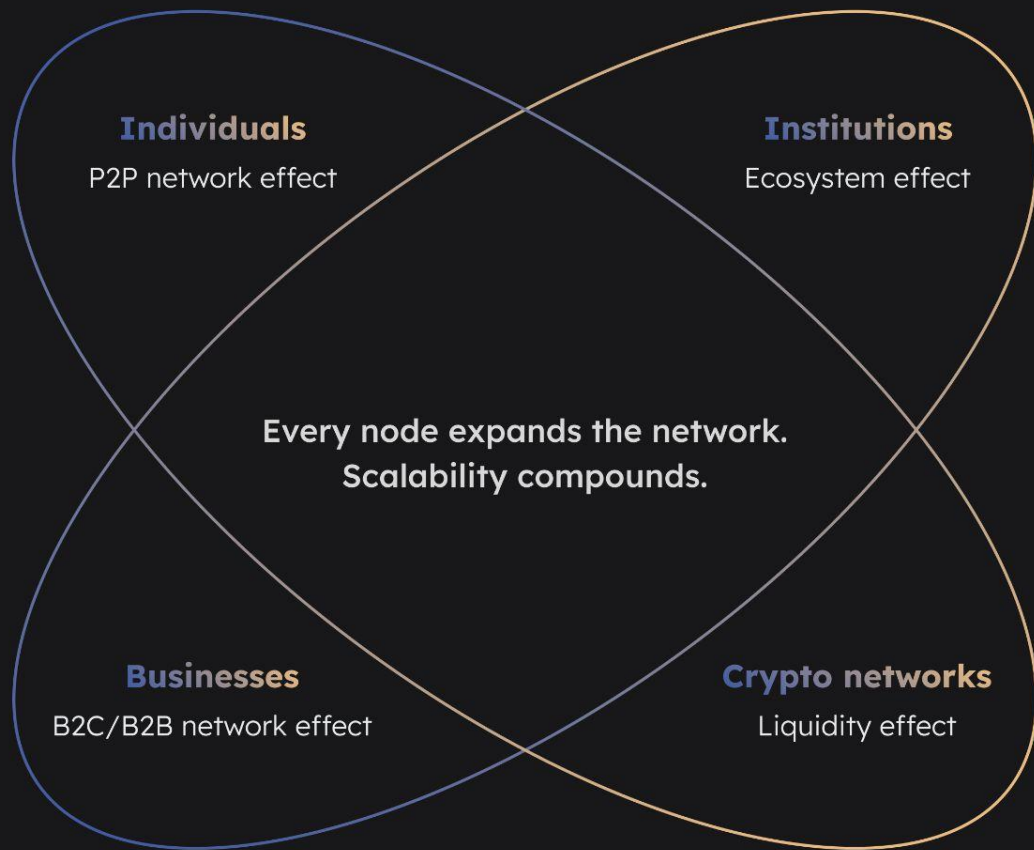 Individuals
P2P network effect
Institutions
Ecosystem effect
Every node expands the network.
Scalability compounds.
Businesses
B2C/B2B network effect
Crypto networks
Liquidity effect